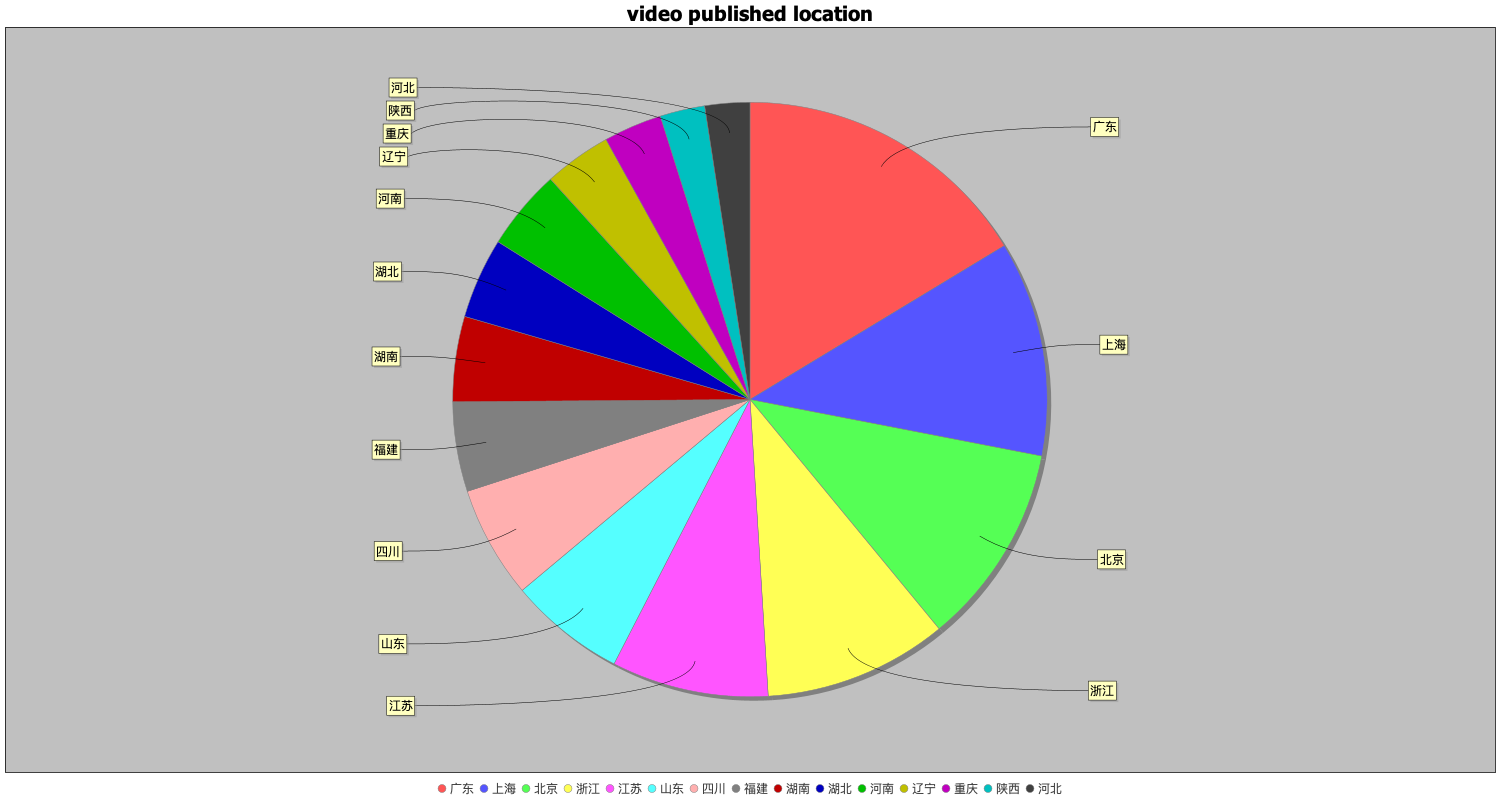 video published location
河北
陕西
重庆
辽宁
河南
湖北
湖南
福建
四川
山东
江苏
广东
上海
北京
浙江
广东 上海 北京 浙江 江苏 山东 四川 福建 湖南 湖北 河南 辽宁 重庆 陕西 河北